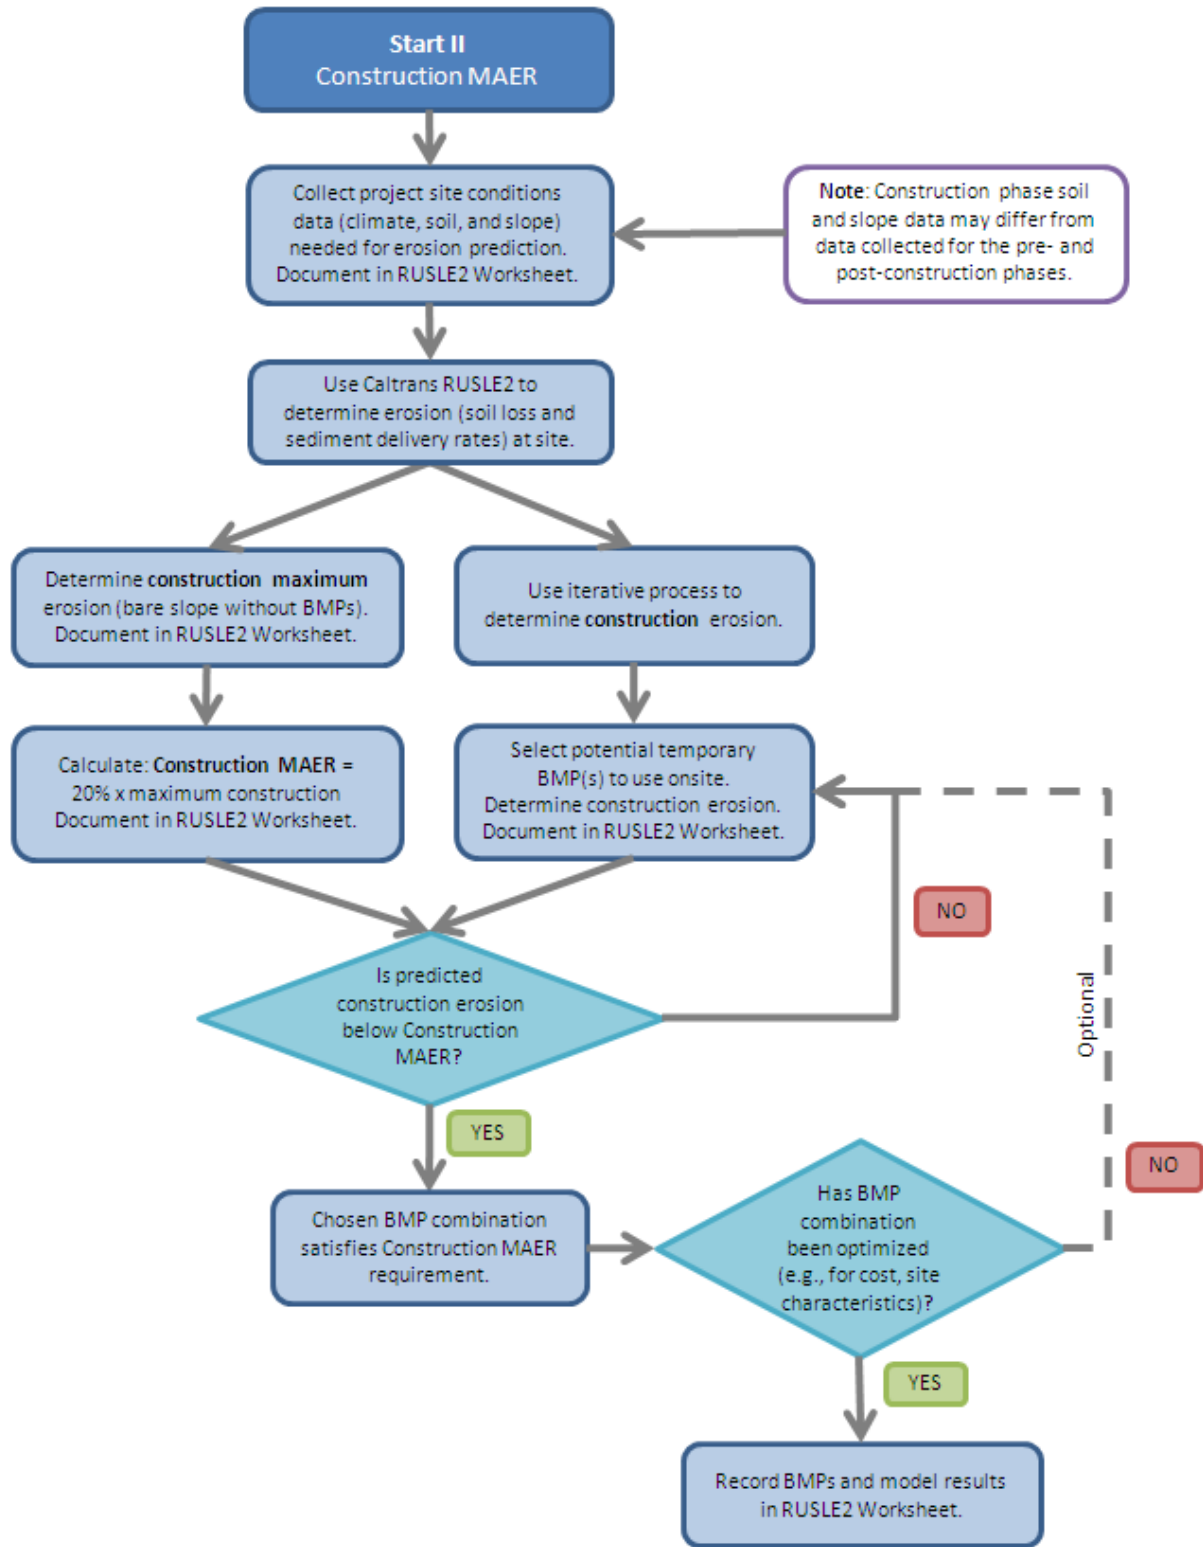 Start II
Construction MAER
Collect project site conditions
data (climate, soil, and slope)
needed for erosion prediction.
Document in RUSLE2 Worksheet.
Note: Construction phase soil
and slope data may differ from
data collected for the pre- and
post-construction phases.
Use Caltrans RUSLE2 to
determine erosion (soil loss and
sediment delivery rates) at site.
Determine construction maximum
erosion (bare slope without BMPs).
Document in RUSLE2 Worksheet.
Use iterative process to
determine construction erosion.
Calculate: Construction MAER =
20% x maximum construction
Document in RUSLE2 Worksheet.
Select potential temporary
BMP(s) to use onsite.
Determine construction erosion.
Document in RUSLE2 Worksheet.
NO
Is predicted
construction erosion
below Construction
MAER?
Optional
YES
NO
Chosen BMP combination
satisfies Construction MAER
requirement.
Has BMP
combination
been optimized
(e.g., for cost, site
characteristics)?
YES
Record BMPs and model results
in RUSLE2 Worksheet.